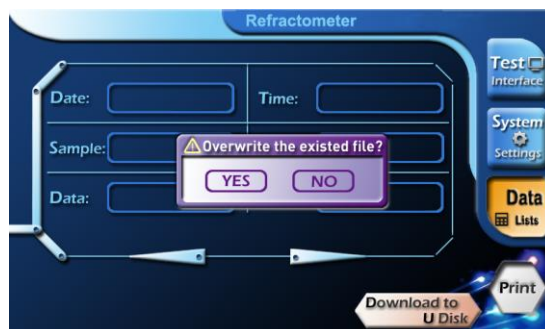 Refractometer
Test
Interface
Date:
Time:
System
Settings
Sample:
Overwrite the existed file?
YES
NO
Data:
Data
Lists
Print
Download to
U Disk